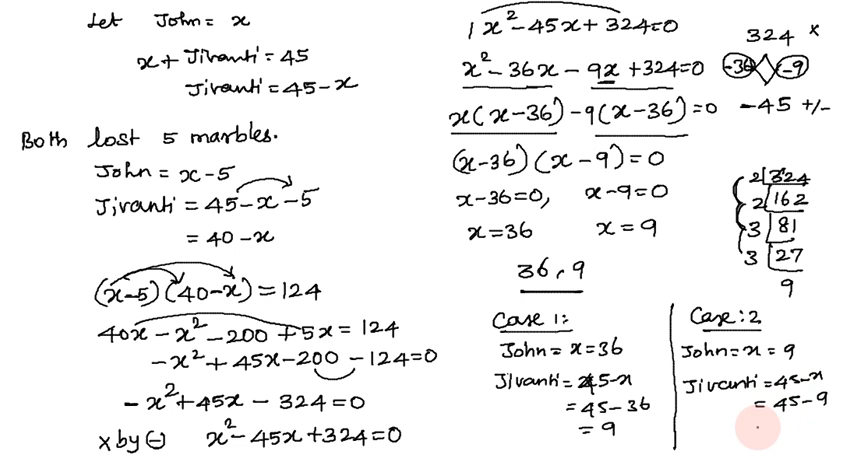 Let John = x
x + Jivanti = 45
Jivanti = 45 - x
Both lost 5 marbles.
John = x - 5
Jivanti = 45 - x - 5
= 40 - x
(x-5)(40-x) = 124
40x - x² - 200 + 5x = 124
-x² + 45x - 200 - 124 = 0
-x² + 45x - 324 = 0
x by (-) x² - 45x + 324 = 0
1x² - 45x + 324 = 0
x² - 36x - 9x + 324 = 0
x(x-36) - 9(x-36) = 0
(x-36)(x-9) = 0
x-36=0, x-9=0
x = 36 x = 9
36, 9
324 x
-36 -9
-45 +/-
2 324
2 162
3 81
3 27
9
Case 1:
John = x = 36
Jivanti = 45-x
= 45-36
= 9
Case: 2
John = x = 9
Jivanti = 45-x
= 45-9